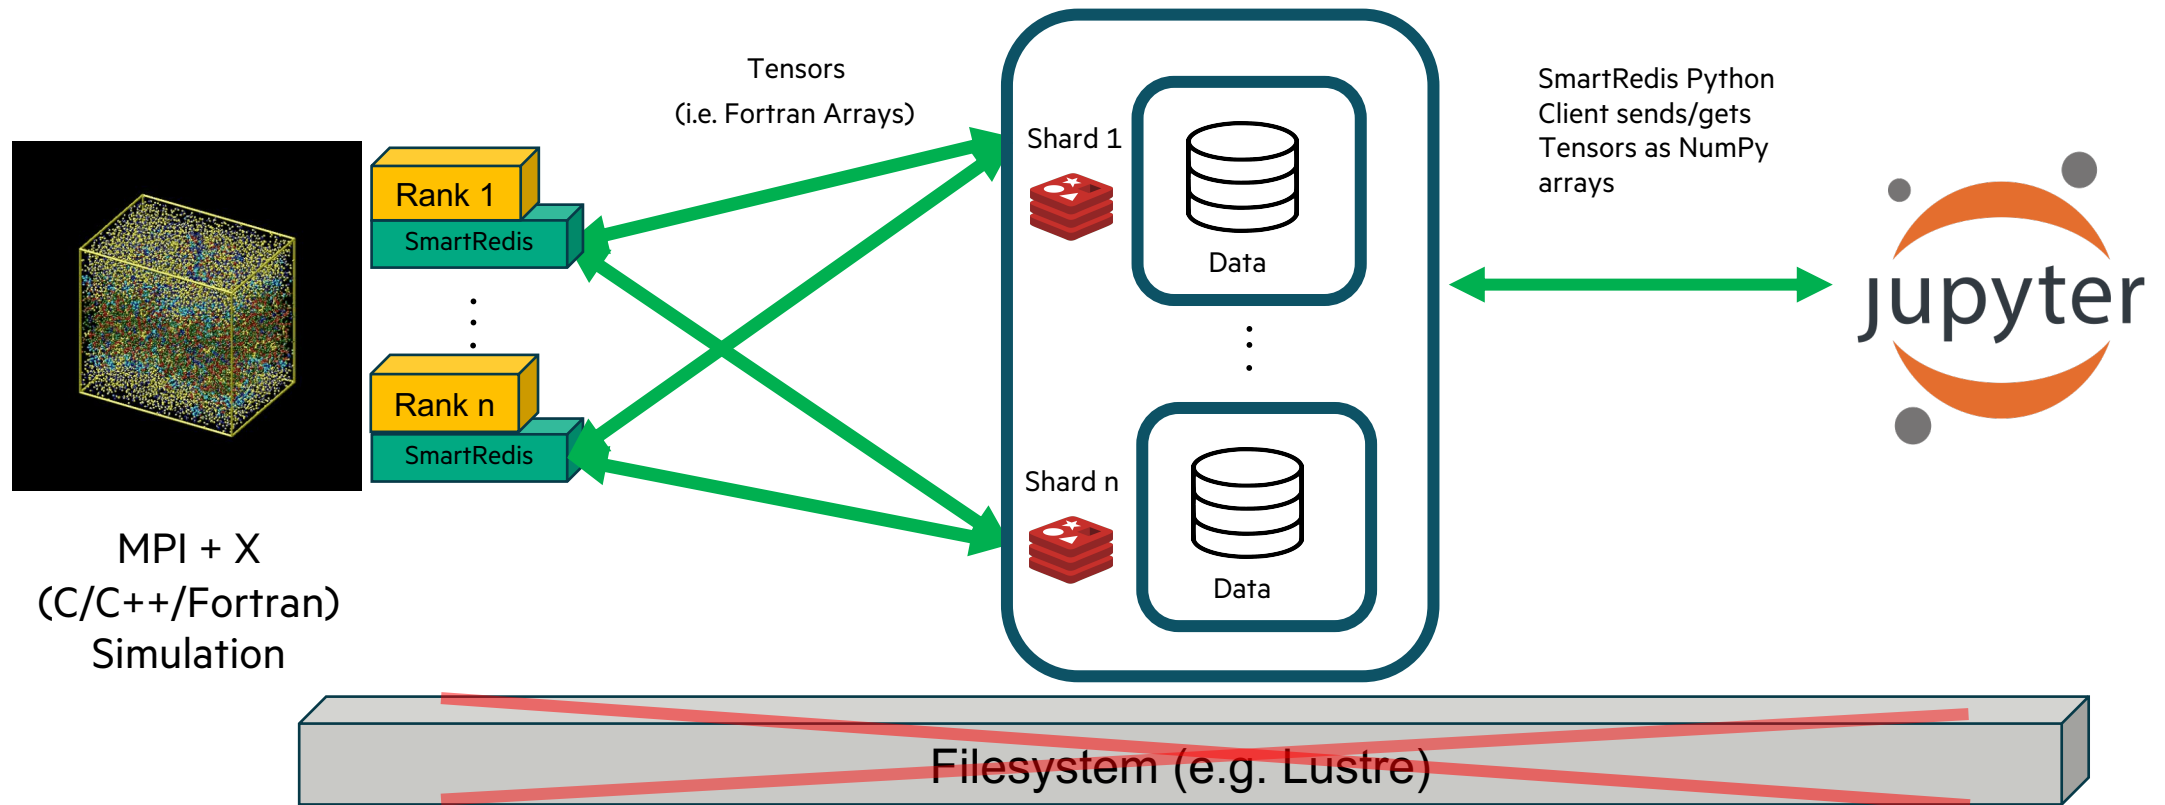 Tensors
(i.e. Fortran Arrays)
SmartRedis Python
Client sends/gets
Tensors as NumPy
arrays
Rank 1
SmartRedis
Rank n
SmartRedis
Shard 1
Data
Shard n
Data
jupyter
MPI + X
(C/C++/Fortran)
Simulation
Filesystem (e.g. Lustre)